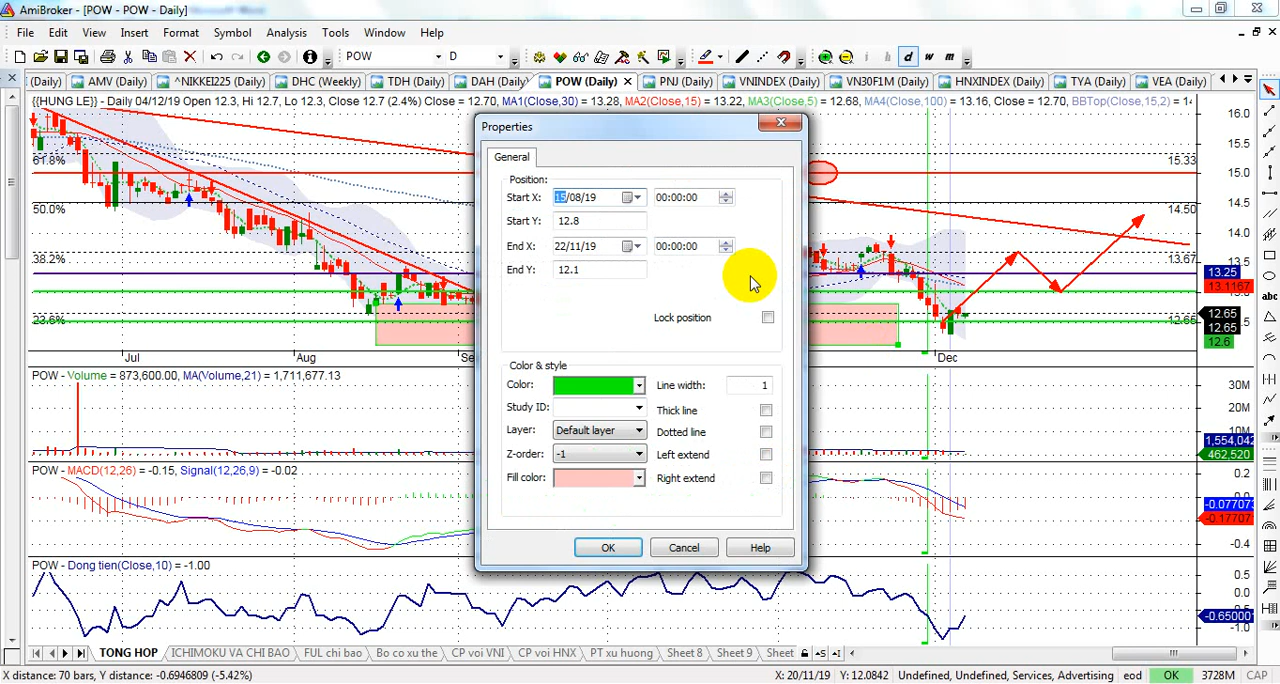 AmiBroker - [POW - POW - Daily]
File Edit View Insert Format Symbol Analysis Tools Window Help
POW D i h d w m
(Daily) AMV (Daily) ^NIKKEI225 (Daily) DHC (Weekly) TDH (Daily) DAH (Daily) POW (Daily) PNJ (Daily) VNINDEX (Daily) VN30F1M (Daily) HNXINDEX (Daily) TYA (Daily) VEA (Daily)
{{HUNG LE}} - Daily 04/12/19 Open 12.3, Hi 12.7, Lo 12.3, Close 12.7 (2.4%) Close = 12.70, MA1(Close,30) = 13.28, MA2(Close,15) = 13.22, MA3(Close,5) = 12.68, MA4(Close,100) = 13.16, Close = 12.70, BBTop(Close,15,2) = 14
16.0
61.8%
15.33
15.0
50.0%
14.50
14.5
14.0
38.2%
13.67
13.5
13.25
13.1167
12.65
12.65
23.6%
12.65
12.6
Jul Aug Se Dec
Properties
General
Position:
Start X: 15/08/19 00:00:00
Start Y: 12.8
End X: 22/11/19 00:00:00
End Y: 12.1
Lock position
Color & style
Color: Line width: 1
Study ID: Thick line
Layer: Default layer Dotted line
Z-order: -1 Left extend
Fill color: Right extend
OK Cancel Help
POW - Volume = 873,600.00, MA(Volume,21) = 1,711,677.13
30M
20M
10M
1,554,042
462,520
POW - MACD(12,26) = -0.15, Signal(12,26,9) = -0.02
0.2
0.0
-0.07707
-0.17707
-0.4
POW - Dong tien(Close,10) = -1.00
0.5
0.0
-0.65000
-1.0
TONG HOP ICHIMOKU VA CHI BAO FUL chi bao Bo co xu the CP voi VNI CP voi HNX PT xu huong Sheet 8 Sheet 9 Sheet
X distance: 70 bars, Y distance: -0.6946809 (-5.42%) X: 20/11/19 Y: 12.0842 Undefined, Undefined, Services, Advertising eod OK 3728M CAP